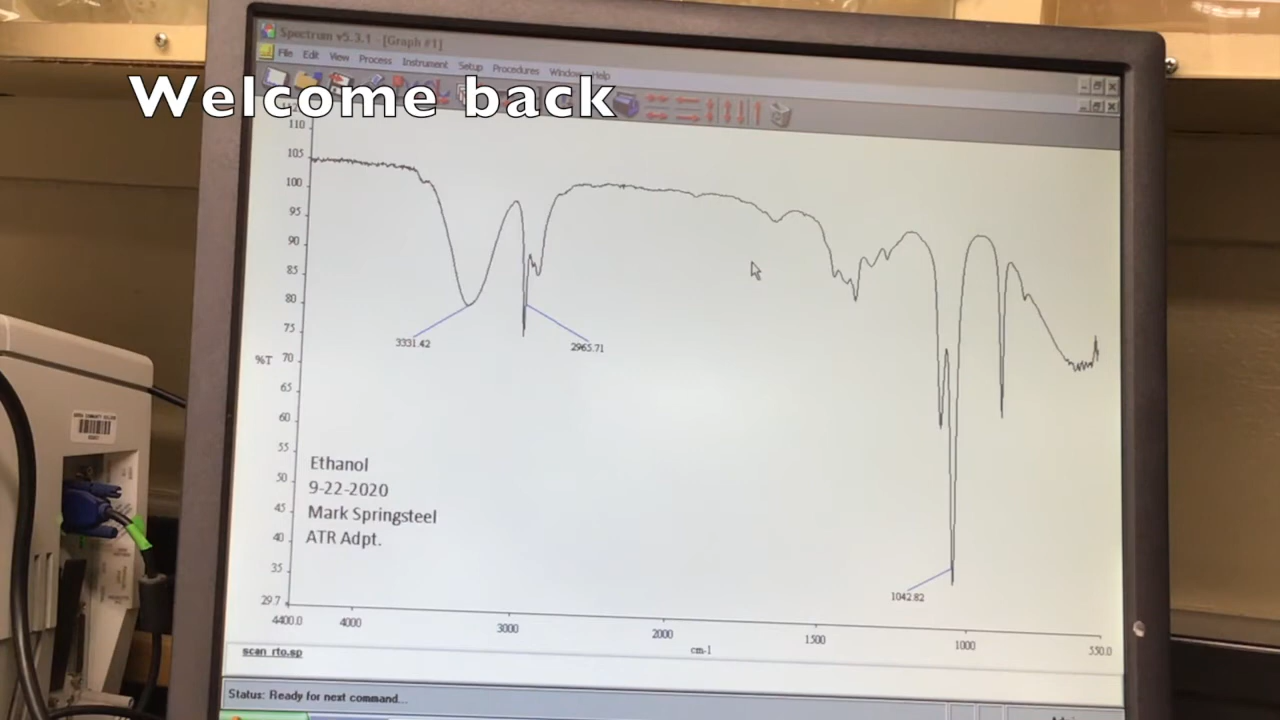 Spectrum v5.3.1 - [Graph #1]
File Edit View Process Instrument Setup Procedures Window Help
Welcome back
110
105
100
95
90
85
80
75
3331.42
2965.71
%T 70
65
60
55
50
45
40
35
29.7
Ethanol
9-22-2020
Mark Springsteel
ATR Adpt.
1042.82
4400.0 4000 3000 2000 1500 1000 550.0
cm-1
scan_rto.sp
Status: Ready for next command...